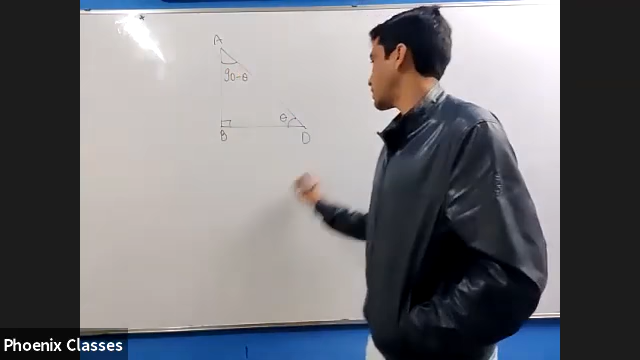 A
90-θ
θ
B
D
Phoenix Classes